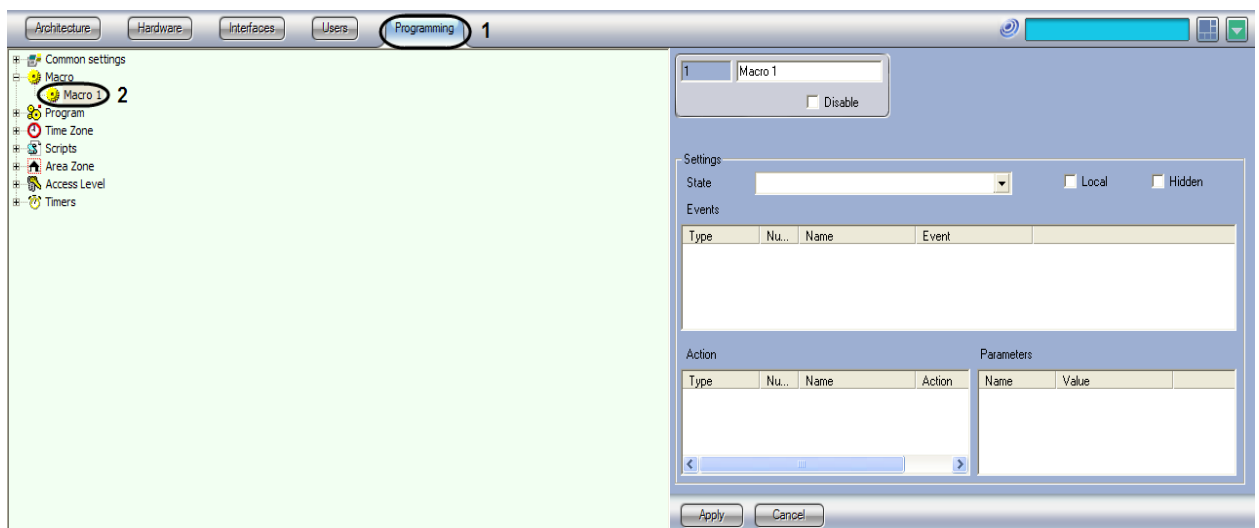 Architecture Hardware Interfaces Users Programming 1
Common settings
Macro
Macro 1 2
Program
Time Zone
Scripts
Area Zone
Access Level
Timers
1 Macro 1
Disable
Settings
State Local Hidden
Events
Type Nu... Name Event
Action Parameters
Type Nu... Name Action Name Value
Apply Cancel